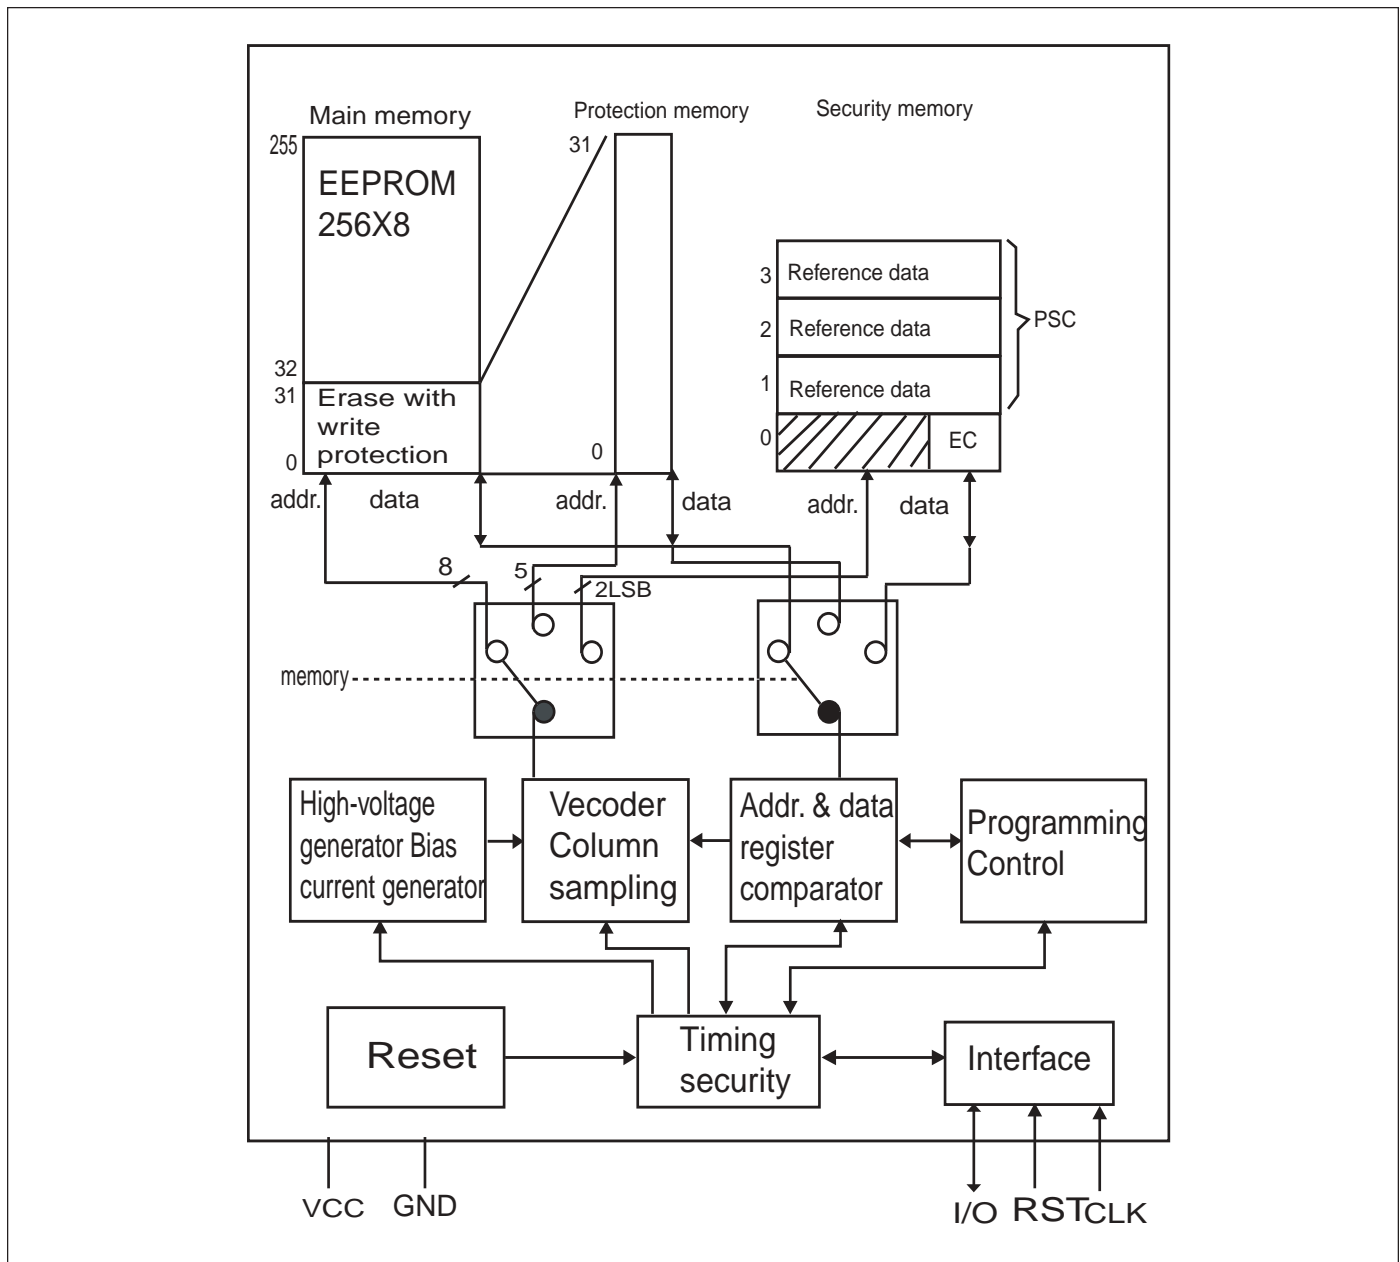 Main memory
Protection memory
Security memory
255
EEPROM
256X8
32
31
Erase with
write
protection
0
31
0
3
Reference data
2
Reference data
1
Reference data
0
EC
PSC
addr.
data
addr.
data
addr.
data
8
5
2LSB
memory
High-voltage
generator Bias
current generator
Vecoder
Column
sampling
Addr. & data
register
comparator
Programming
Control
Reset
Timing
security
Interface
VCC
GND
I/O
RST
CLK